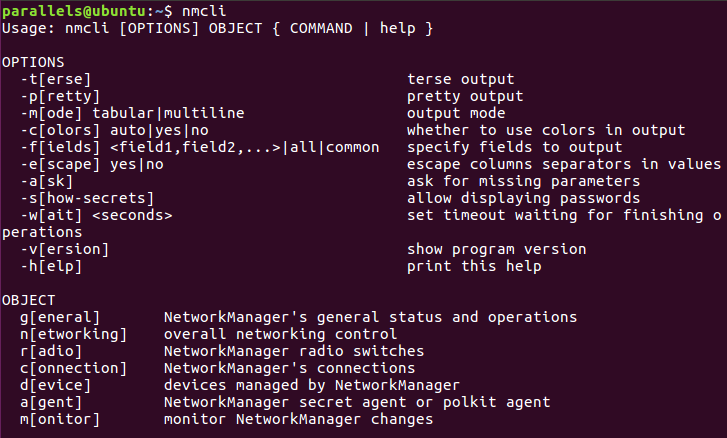 parallels@ubuntu:~$ nmcli
Usage: nmcli [OPTIONS] OBJECT { COMMAND | help }

OPTIONS
  -t[erse]                                   terse output
  -p[retty]                                  pretty output
  -m[ode] tabular|multiline                  output mode
  -c[olors] auto|yes|no                      whether to use colors in output
  -f[ields] <field1,field2,...>|all|common   specify fields to output
  -e[scape] yes|no                           escape columns separators in values
  -a[sk]                                     ask for missing parameters
  -s[how-secrets]                            allow displaying passwords
  -w[ait] <seconds>                          set timeout waiting for finishing o
perations
  -v[ersion]                                 show program version
  -h[elp]                                    print this help

OBJECT
  g[eneral]       NetworkManager's general status and operations
  n[etworking]    overall networking control
  r[adio]         NetworkManager radio switches
  c[onnection]    NetworkManager's connections
  d[evice]        devices managed by NetworkManager
  a[gent]         NetworkManager secret agent or polkit agent
  m[onitor]       monitor NetworkManager changes